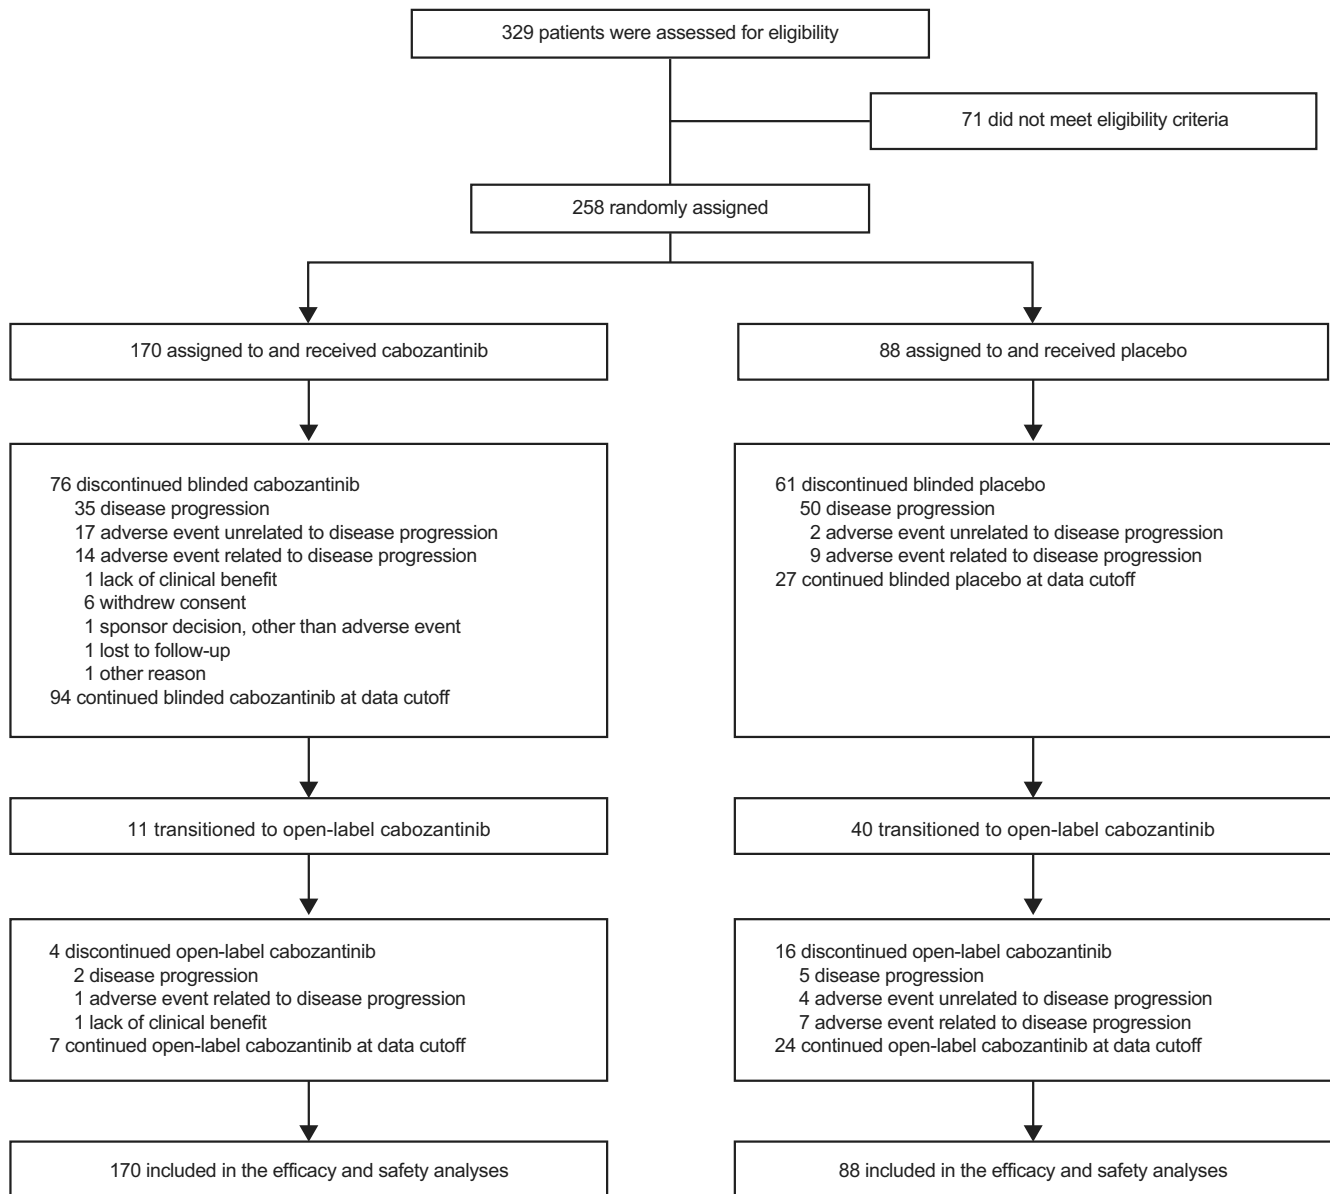 329 patients were assessed for eligibility
71 did not meet eligibility criteria
258 randomly assigned
170 assigned to and received cabozantinib
88 assigned to and received placebo
76 discontinued blinded cabozantinib
35 disease progression
17 adverse event unrelated to disease progression
14 adverse event related to disease progression
1 lack of clinical benefit
6 withdrew consent
1 sponsor decision, other than adverse event
1 lost to follow-up
1 other reason
94 continued blinded cabozantinib at data cutoff
61 discontinued blinded placebo
50 disease progression
2 adverse event unrelated to disease progression
9 adverse event related to disease progression
27 continued blinded placebo at data cutoff
11 transitioned to open-label cabozantinib
40 transitioned to open-label cabozantinib
4 discontinued open-label cabozantinib
2 disease progression
1 adverse event related to disease progression
1 lack of clinical benefit
7 continued open-label cabozantinib at data cutoff
16 discontinued open-label cabozantinib
5 disease progression
4 adverse event unrelated to disease progression
7 adverse event related to disease progression
24 continued open-label cabozantinib at data cutoff
170 included in the efficacy and safety analyses
88 included in the efficacy and safety analyses